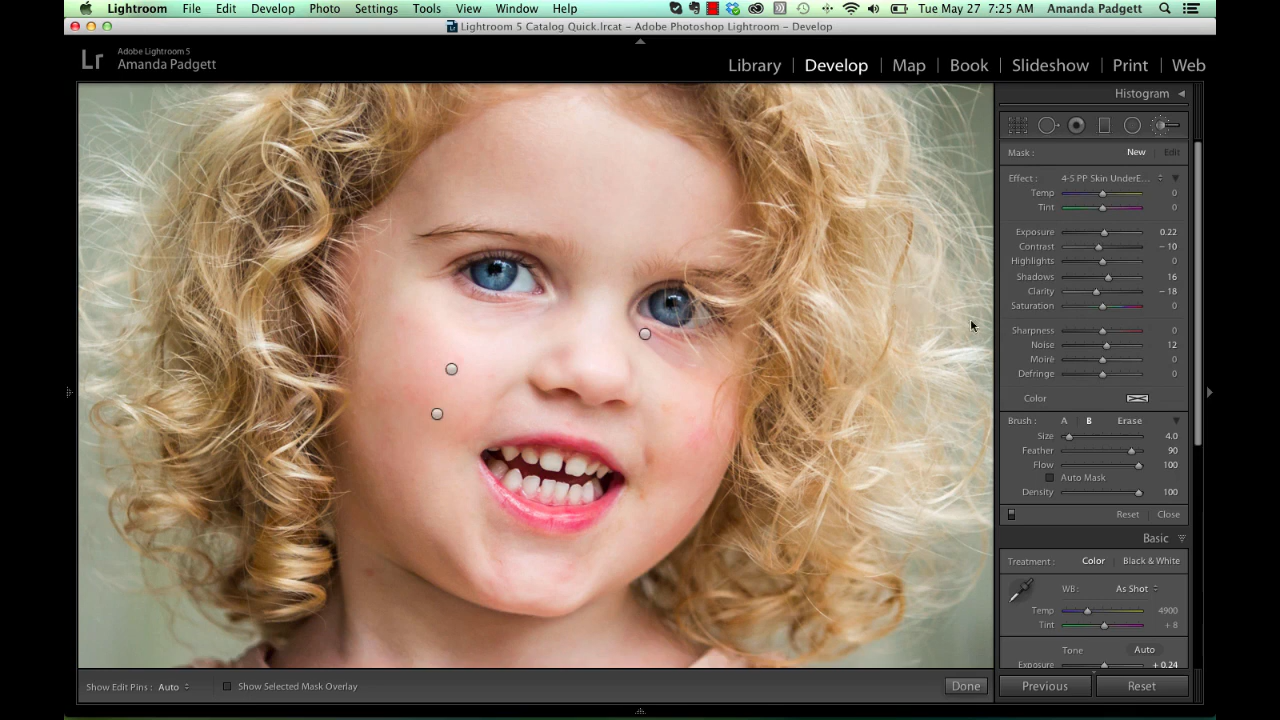 Lightroom File Edit Develop Photo Settings Tools View Window Help Tue May 27 7:25 AM Amanda Padgett
Lightroom 5 Catalog Quick.lrcat – Adobe Photoshop Lightroom – Develop
Lr Adobe Lightroom 5
Amanda Padgett
Library | Develop | Map | Book | Slideshow | Print | Web
Histogram
Mask : New | Edit
Effect : 4-5 PP Skin UnderE...
Temp 0
Tint 0
Exposure 0.22
Contrast – 10
Highlights 0
Shadows 16
Clarity – 18
Saturation 0
Sharpness 0
Noise 12
Moiré 0
Defringe 0
Color
Brush : A | B Erase
Size 4.0
Feather 90
Flow 100
Auto Mask
Density 100
Reset | Close
Basic
Treatment : Color | Black & White
WB : As Shot
Temp 4900
Tint + 8
Tone Auto
Exposure + 0.24
Show Edit Pins : Auto Show Selected Mask Overlay Done
Previous Reset